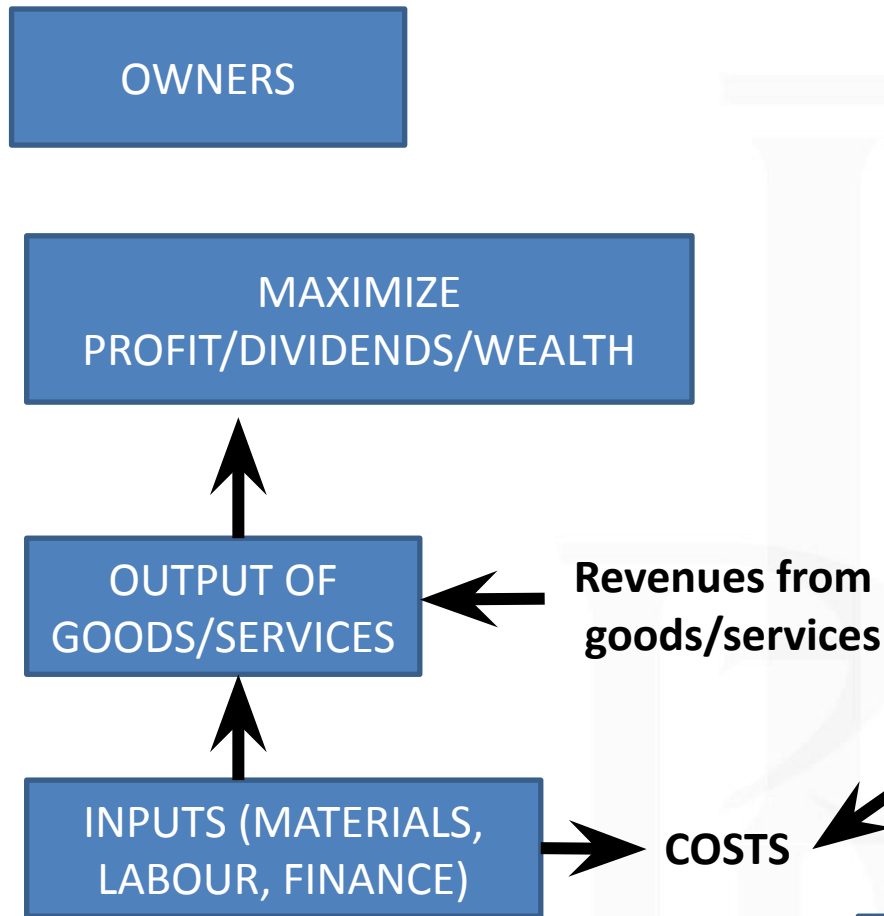 OWNERS
MAXIMIZE
PROFIT/DIVIDENDS/WEALTH
OUTPUT OF
GOODS/SERVICES
Revenues from
goods/services
INPUTS (MATERIALS,
LABOUR, FINANCE)
COSTS